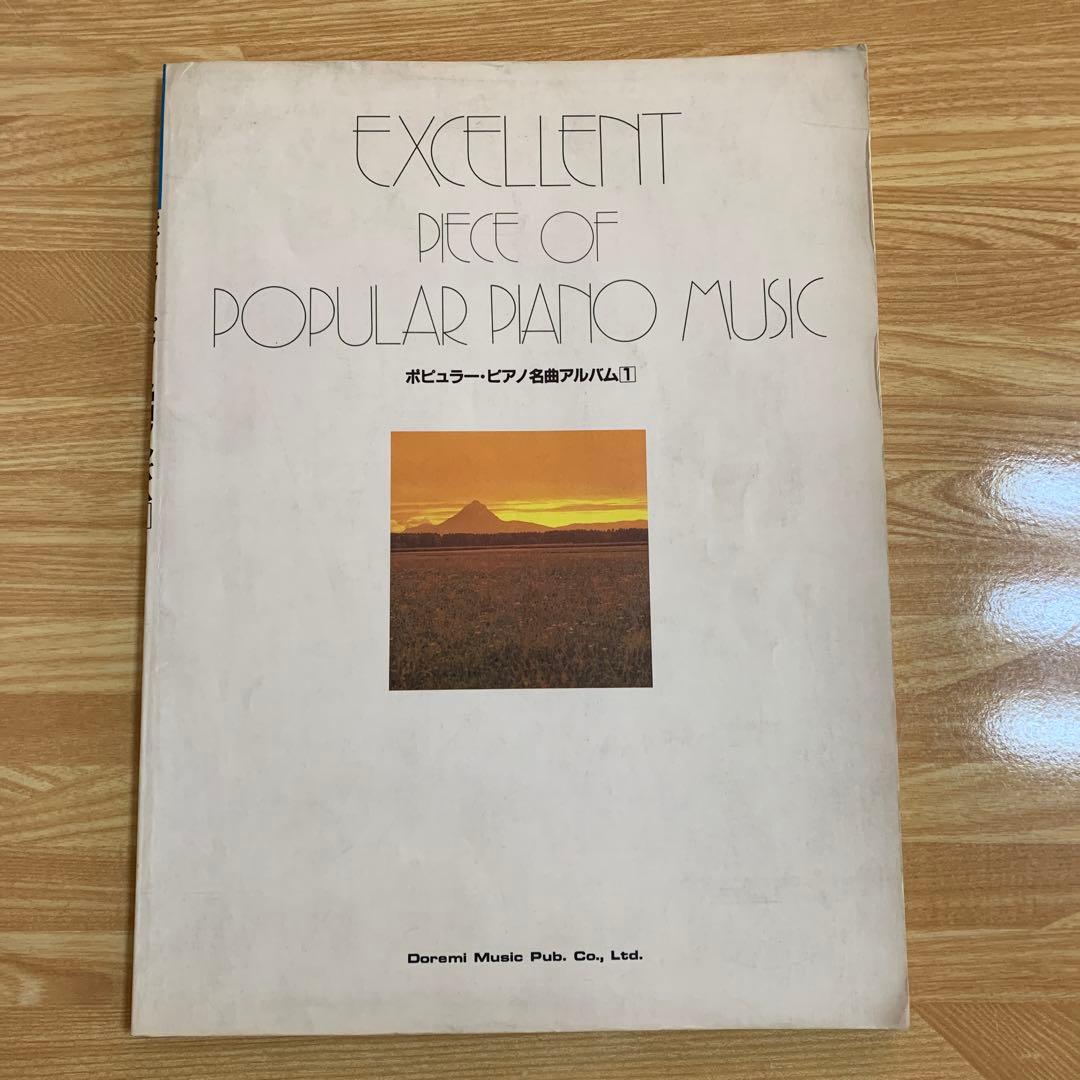 EXCELLENT
PIECE OF
POPULAR PIANO MUSIC
ポピュラー・ピアノ名曲アルバム1
Doremi Music Pub. Co., Ltd.